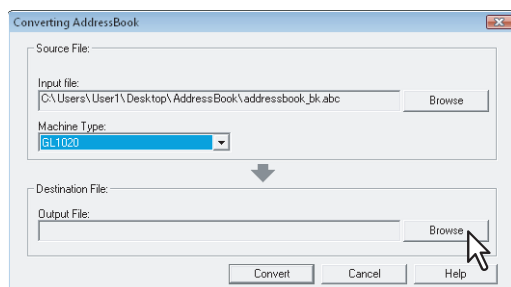 Converting AddressBook
Source File:
Input file:
C:\Users\User1\Desktop\AddressBook\addressbook_bk.abc
Browse
Machine Type:
GL1020
Destination File:
Output File:
Browse
Convert
Cancel
Help